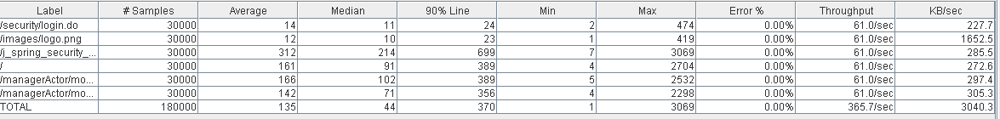 Label # Samples Average Median 90% Line Min Max Error % Throughput KB/sec
/security/login.do 30000 14 11 24 2 474 0.00% 61.0/sec 227.7
/images/logo.png 30000 12 10 23 1 419 0.00% 61.0/sec 1652.5
/j_spring_security_... 30000 312 214 699 7 3069 0.00% 61.0/sec 285.5
/ 30000 161 91 389 4 2704 0.00% 61.0/sec 272.6
/managerActor/mo... 30000 166 102 389 5 2532 0.00% 61.0/sec 297.4
/managerActor/mo... 30000 142 71 356 4 2298 0.00% 61.0/sec 305.3
TOTAL 180000 135 44 370 1 3069 0.00% 365.7/sec 3040.3